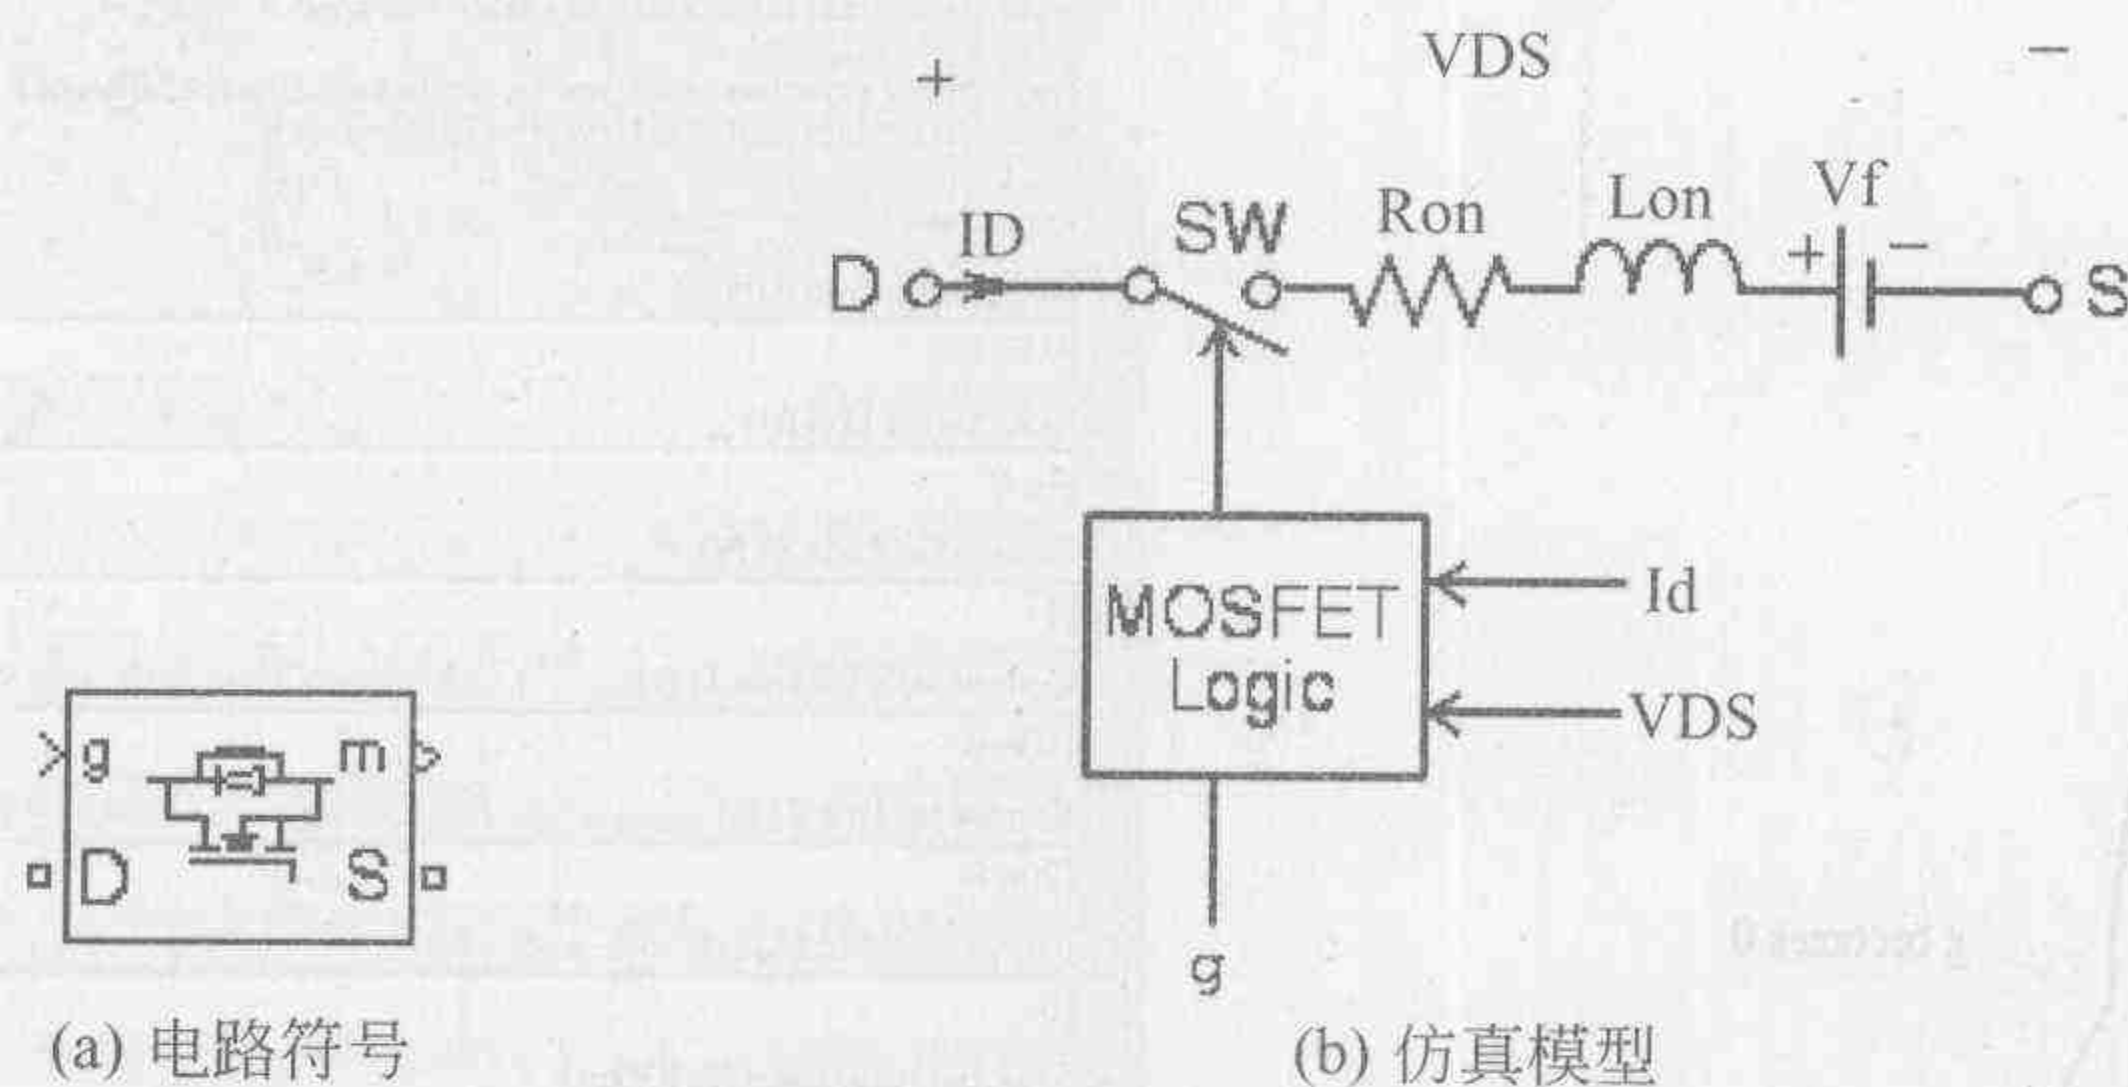 + VDS −
D ID SW Ron Lon Vf + − S
MOSFET
Logic
Id
VDS
g
g m
D S
(a) 电路符号
(b) 仿真模型